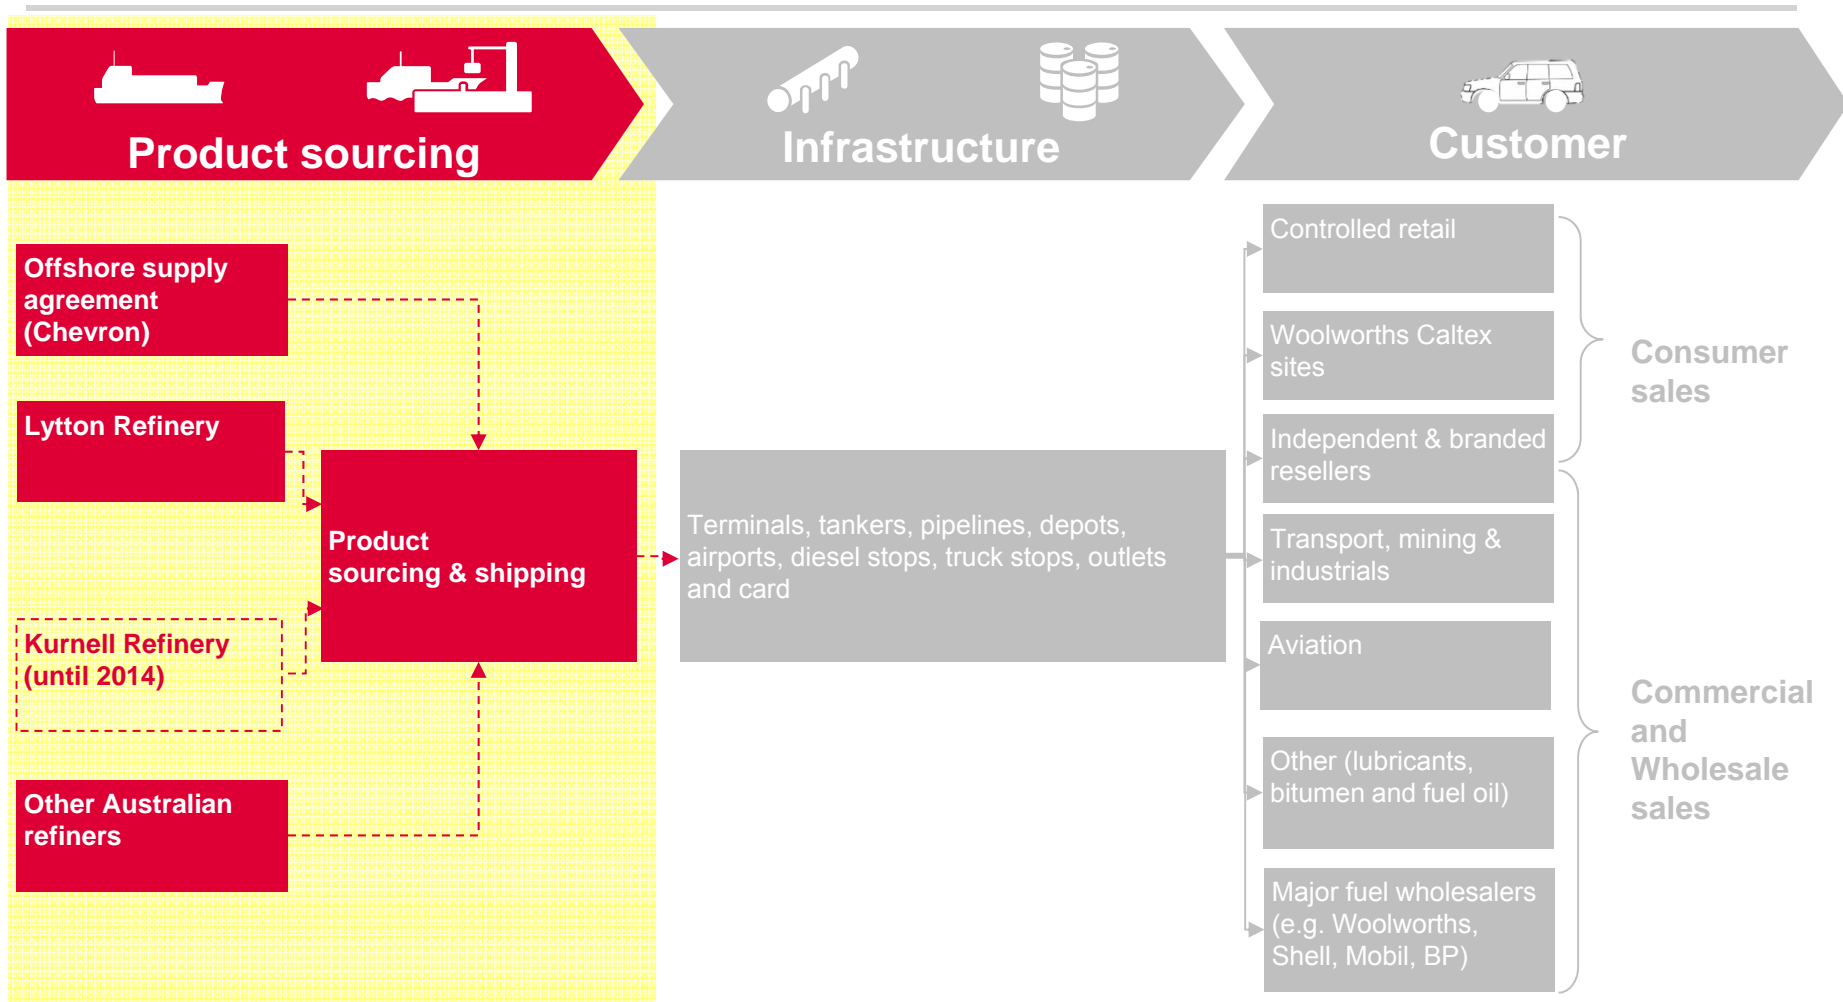 Product sourcing
Infrastructure
Customer
Offshore supply
agreement
(Chevron)
Lytton Refinery
Kurnell Refinery
(until 2014)
Other Australian
refiners
Product
sourcing & shipping
Terminals, tankers, pipelines, depots,
airports, diesel stops, truck stops, outlets
and card
Controlled retail
Woolworths Caltex
sites
Independent & branded
resellers
Transport, mining &
industrials
Aviation
Other (lubricants,
bitumen and fuel oil)
Major fuel wholesalers
(e.g. Woolworths,
Shell, Mobil, BP)
Consumer
sales
Commercial
and
Wholesale
sales